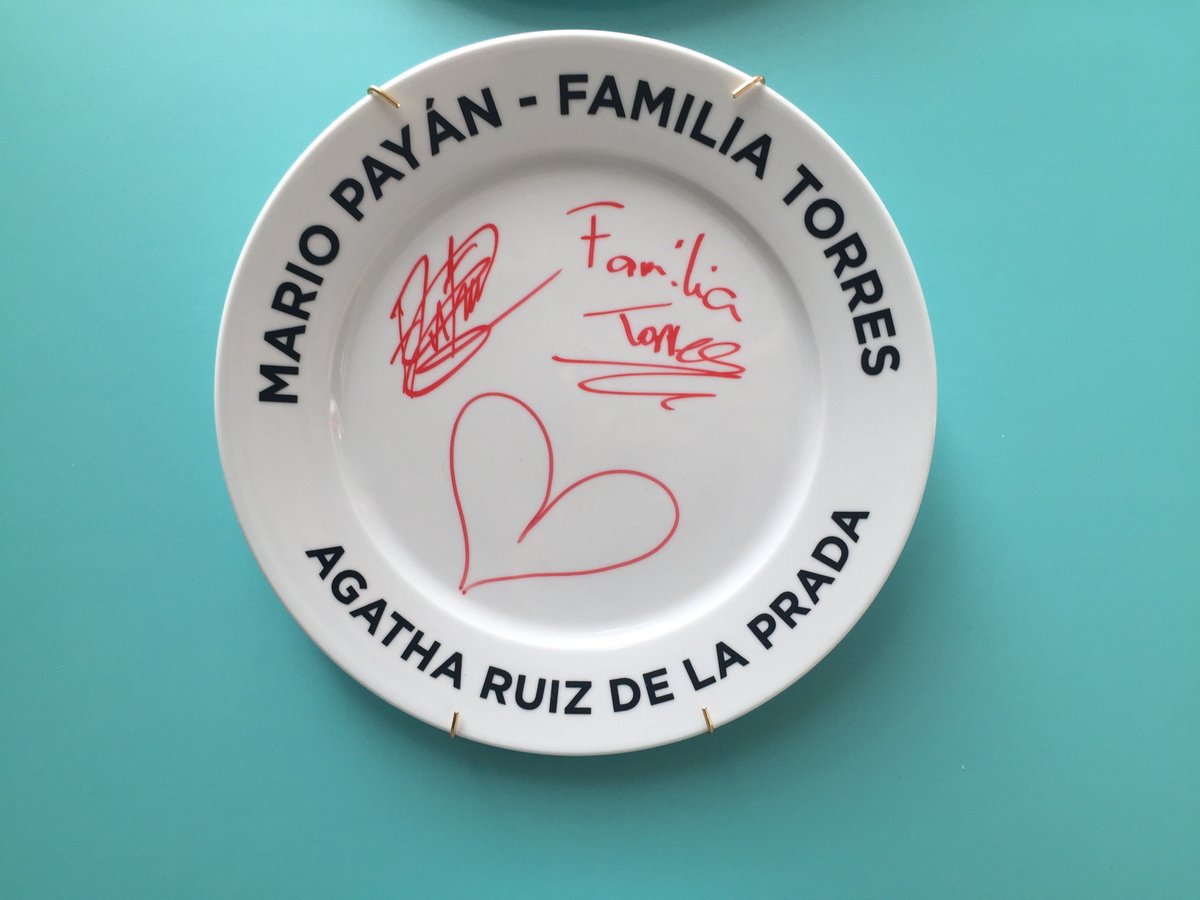 MARIO PAYÁN - FAMILIA TORRES
Familia
Torres
AGATHA RUIZ DE LA PRADA